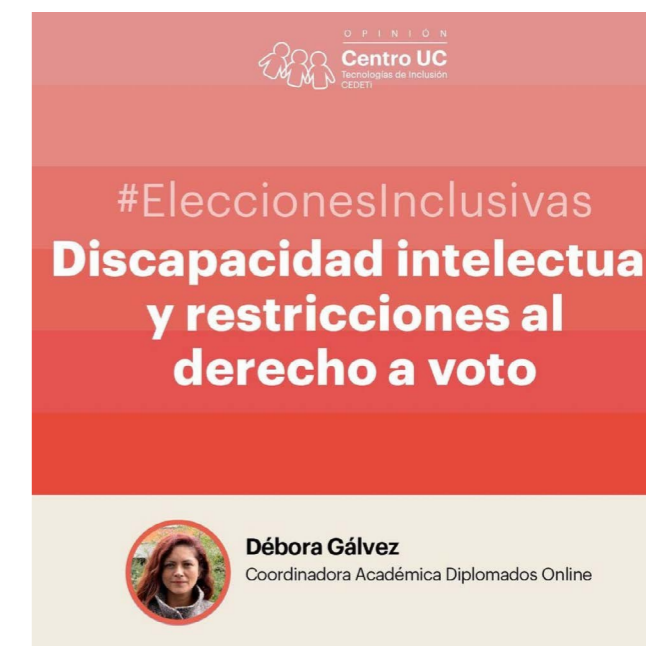 OPINIÓN
Centro UC
Tecnologías de Inclusión
CEDETi
#EleccionesInclusivas
Discapacidad intelectua
y restricciones al
derecho a voto
Débora Gálvez
Coordinadora Académica Diplomados Online